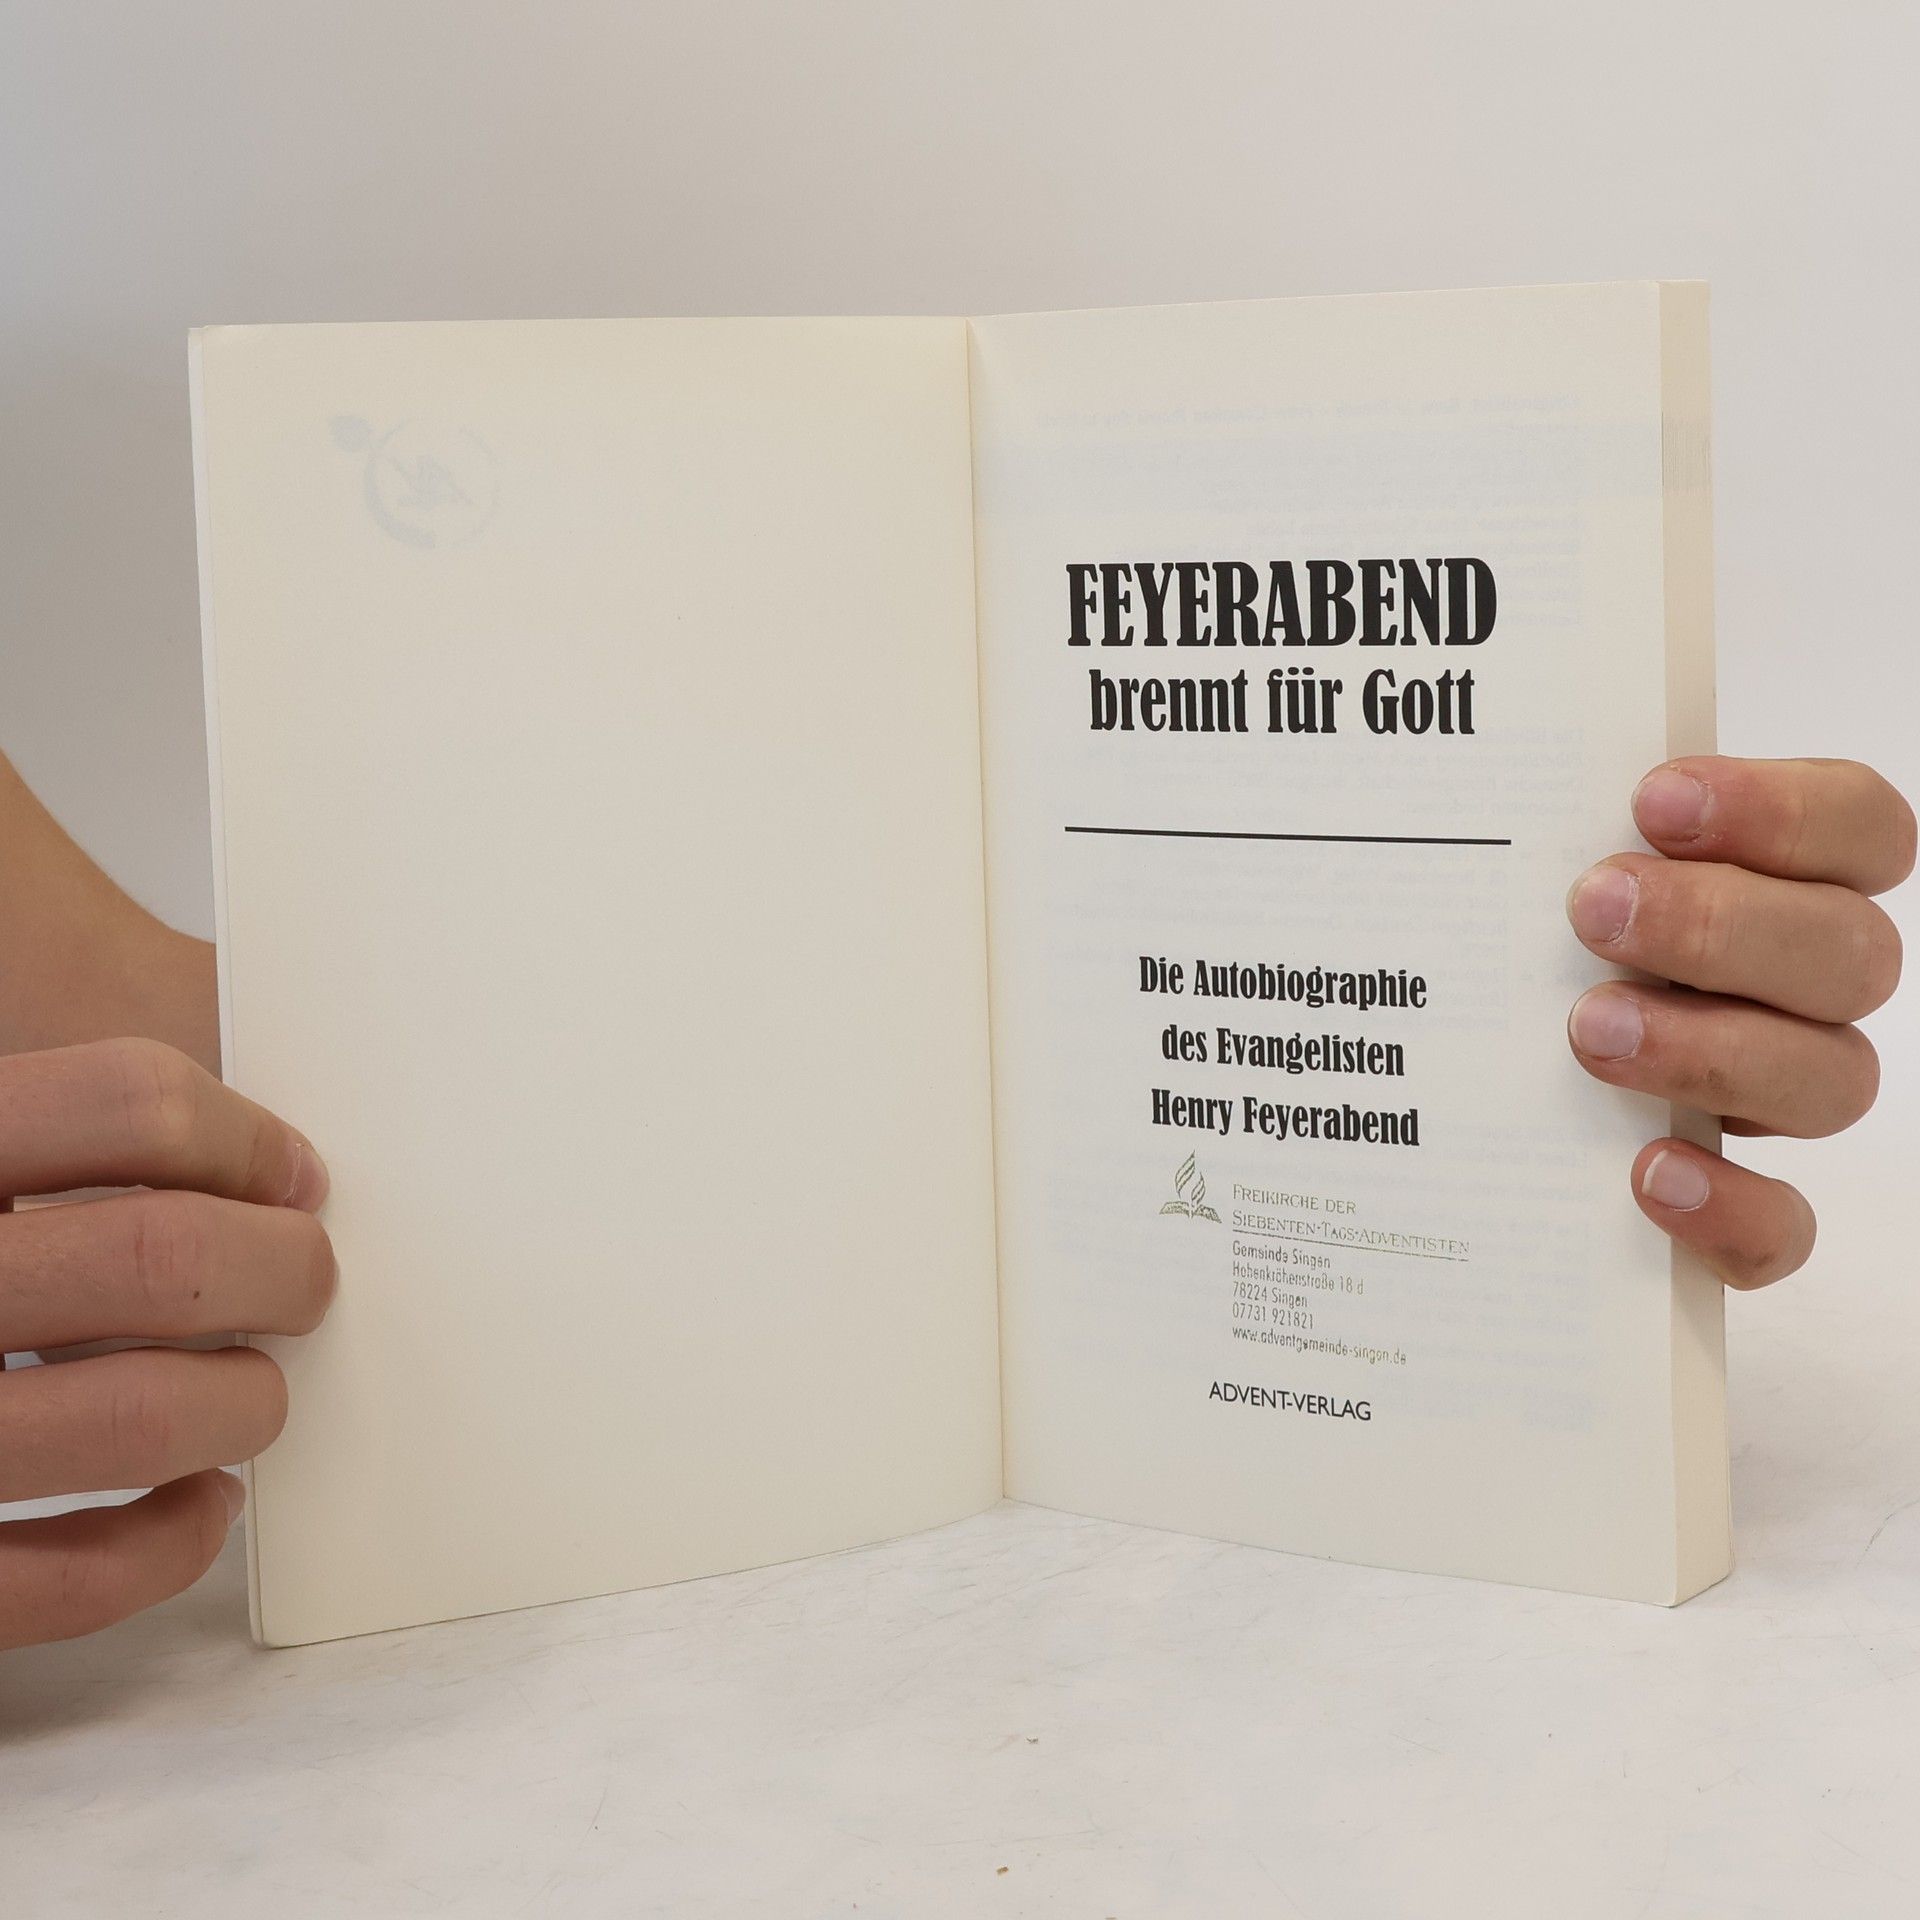 FEYERABEND
brennt für Gott
Die Autobiographie
des Evangelisten
Henry Feyerabend
FREIKIRCHE DER
SIEBENTEN-TAGS-ADVENTISTEN
Gemeinde Singen
Hohenkrähenstraße 18 d
78224 Singen
07731 921821
www.adventgemeinde-singen.de
ADVENT-VERLAG